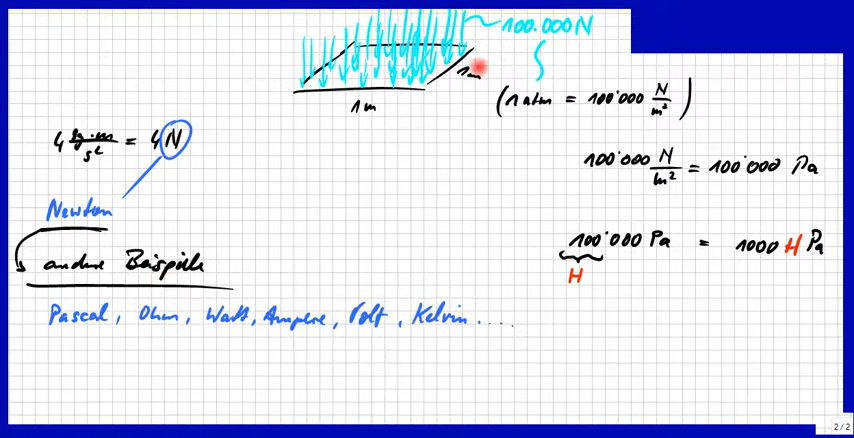 100.000N
1m
1m
(1 atm = 100'000 N/m²)
4 kg·m/s² = 4 N
100'000 N/m² = 100'000 Pa
Newton
100'000 Pa = 1000 H Pa
H
andere Beispiele
Pascal, Ohm, Watt, Ampere, Volt, Kelvin ....
2/2